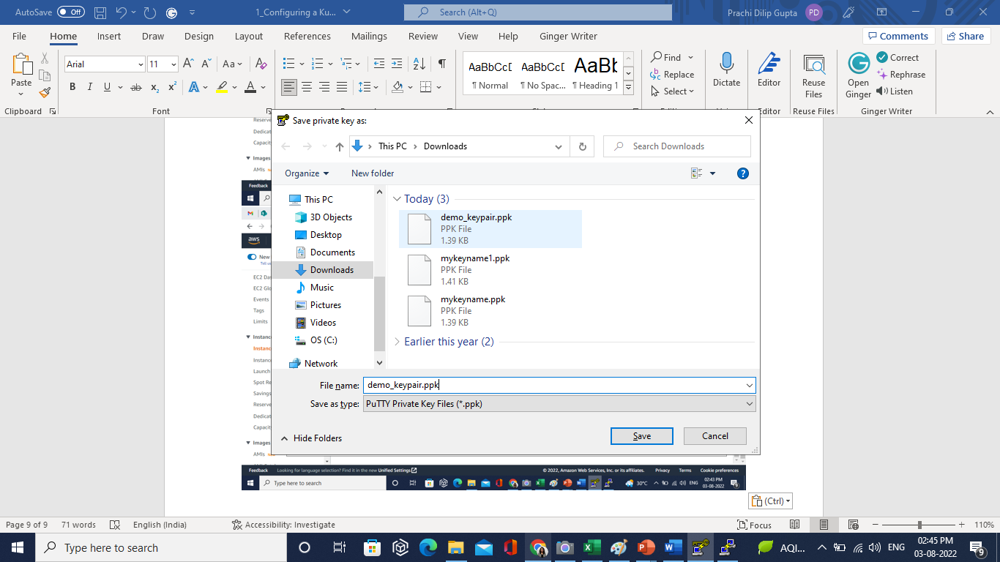 AutoSave Off 1_Configuring a Ku... Search (Alt+Q) Prachi Dilip Gupta PD
File Home Insert Draw Design Layout References Mailings Review View Help Ginger Writer Comments Share
Arial 11 Aa AaBbCcD AaBbCcD AaBb Find Correct
Paste B I U ab x₂ x² A A ¶ Normal ¶ No Spac... ¶ Heading 1 Replace Select Dictate Editor Reuse Files Open Ginger Rephrase Listen
Clipboard Font Editor Reuse Files Ginger Writer
Save private key as:
This PC Downloads Search Downloads
Organize New folder
This PC
3D Objects
Desktop
Documents
Downloads
Music
Pictures
Videos
OS (C:)
Network
Today (3)
demo_keypair.ppk
PPK File
1.39 KB
mykeyname1.ppk
PPK File
1.41 KB
mykeyname.ppk
PPK File
1.39 KB
Earlier this year (2)
File name: demo_keypair.ppk
Save as type: PuTTY Private Key Files (*.ppk)
Hide Folders Save Cancel
Reserve
Dedicat
Capacit
Images
AMIs
Feedback
aws
New
EC2 Da
EC2 Glo
Events
Tags
Limits
Instanc
Instanc
Instanc
Launch
Spot Re
Savings
Reserve
Dedicat
Capacit
Images
AMIs
Feedback Looking for language selection? Find it in the new Unified Settings © 2022, Amazon Web Services, Inc. or its affiliates. Privacy Terms Cookie preferences
Type here to search 30°C ENG 02:43 PM
03-08-2022
(Ctrl)
Page 9 of 9 71 words English (India) Accessibility: Investigate Focus 110%
Type here to search AQI... ENG 02:45 PM
03-08-2022 9